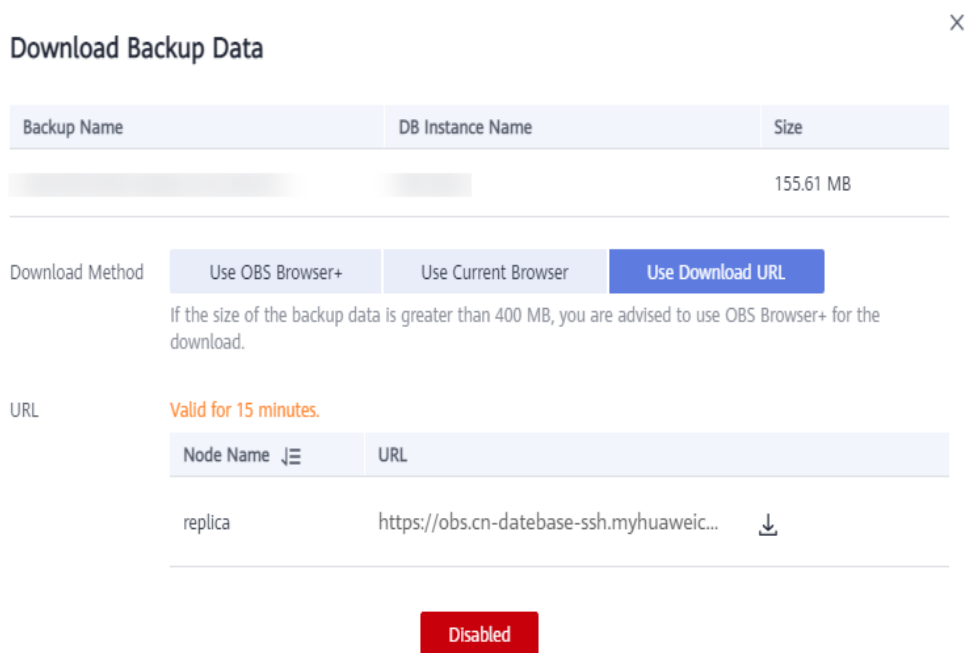 Download Backup Data
Backup Name DB Instance Name Size
155.61 MB
Download Method Use OBS Browser+ Use Current Browser Use Download URL
If the size of the backup data is greater than 400 MB, you are advised to use OBS Browser+ for the
download.
URL Valid for 15 minutes.
Node Name URL
replica https://obs.cn-datebase-ssh.myhuaweic...
Disabled